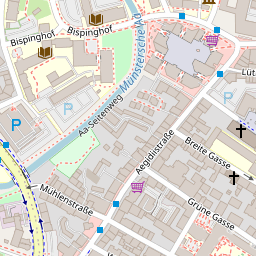 Bispinghof
Bispinghof
Münstersche Aa
Lüt
P
P
Aa-Seitenweg
Aegidiistraße
Breite Gasse
Mühlenstraße
Grüne Gasse